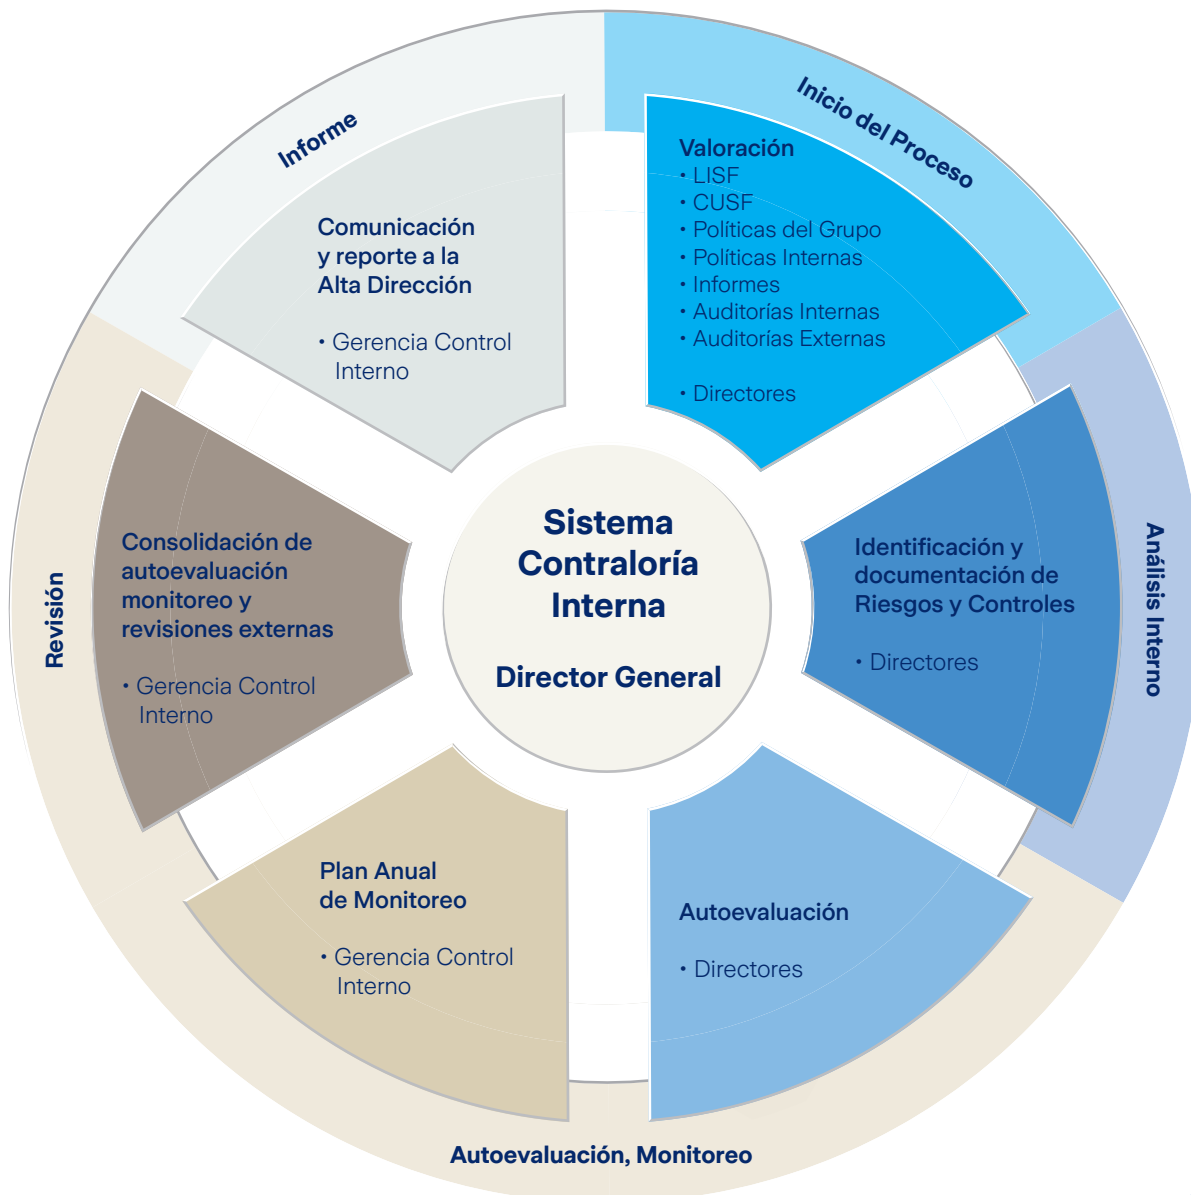 Inicio del Proceso
Valoración
• LISF
• CUSF
• Políticas del Grupo
• Políticas Internas
• Informes
• Auditorías Internas
• Auditorías Externas
• Directores
Análisis Interno
Identificación y
documentación de
Riesgos y Controles
• Directores
Autoevaluación
• Directores
Autoevaluación, Monitoreo
Plan Anual
de Monitoreo
• Gerencia Control
Interno
Revisión
Consolidación de
autoevaluación
monitoreo y
revisiones externas
• Gerencia Control
Interno
Informe
Comunicación
y reporte a la
Alta Dirección
• Gerencia Control
Interno
Sistema
Contraloría
Interna
Director General